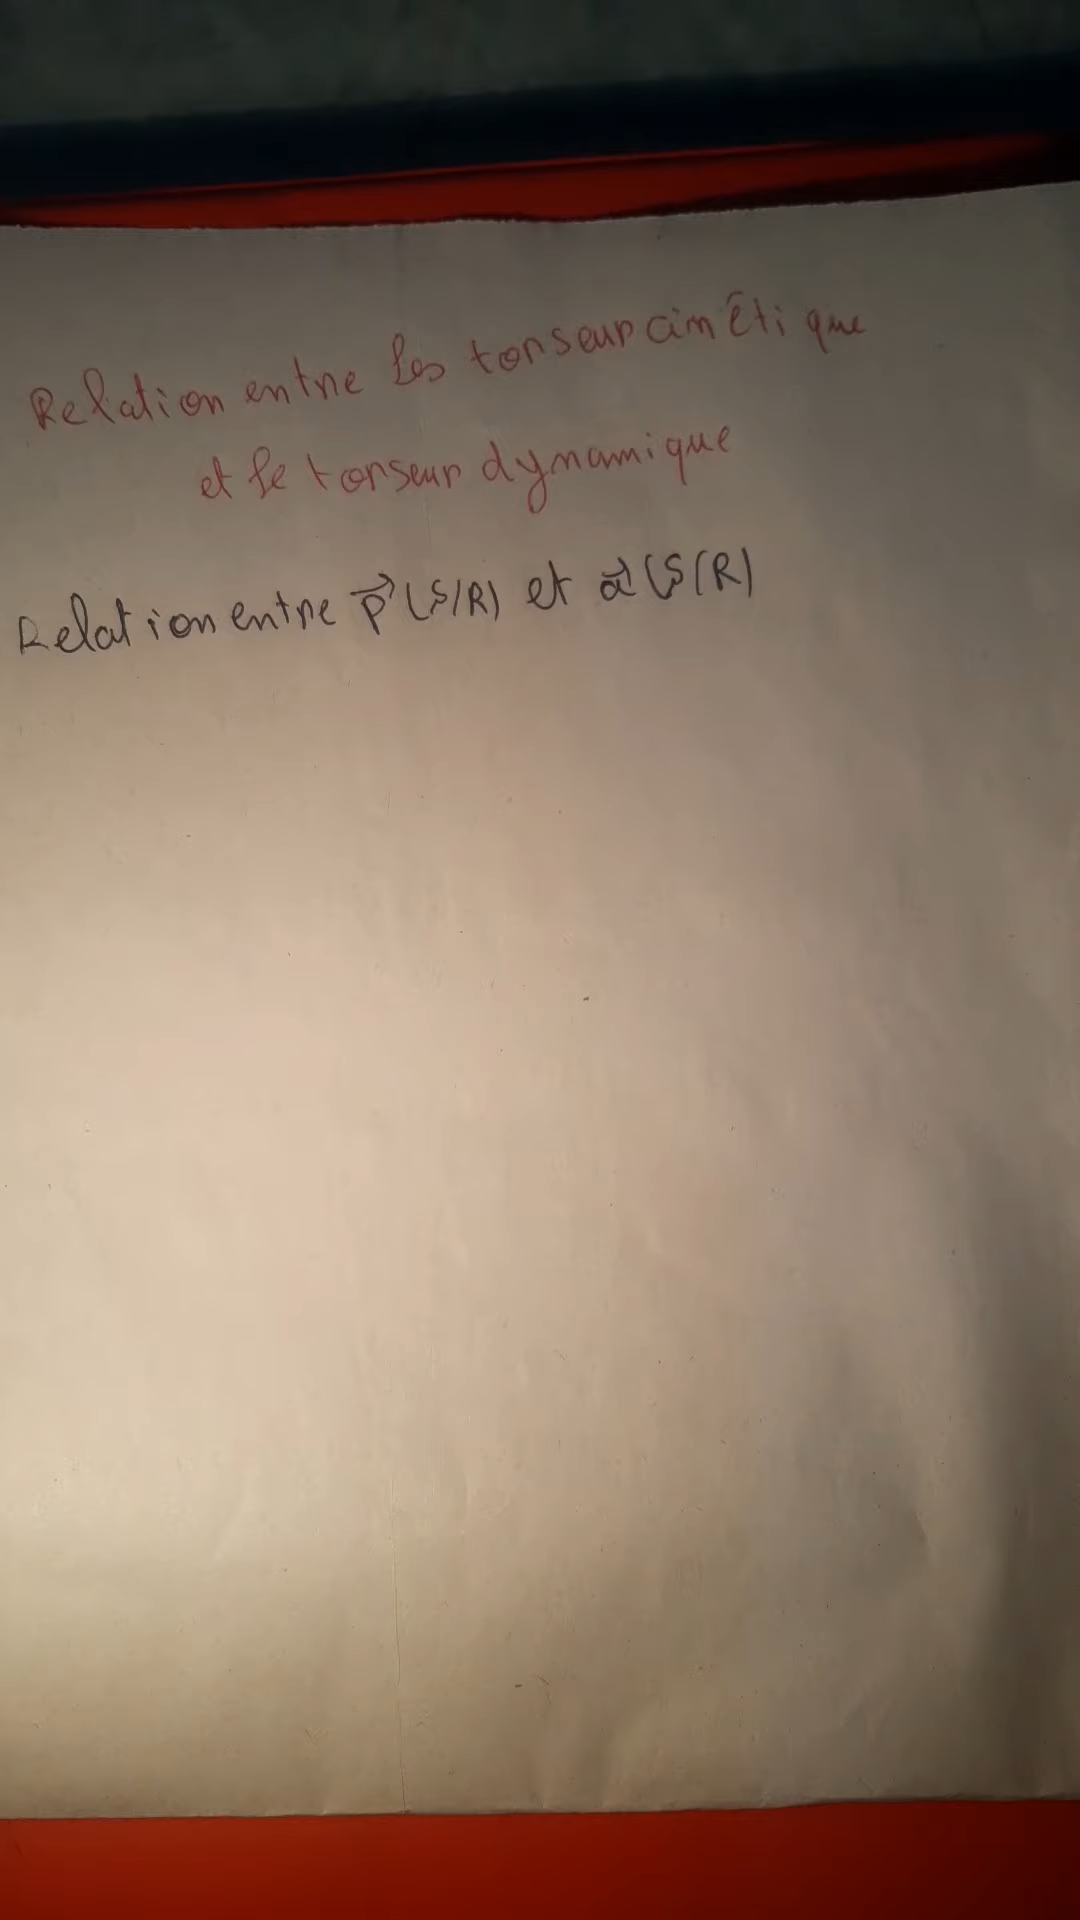 Relation entre les torseur cinêtique
et le torseur dynamique
Relation entre p⃗(S/R) et a⃗(S/R)